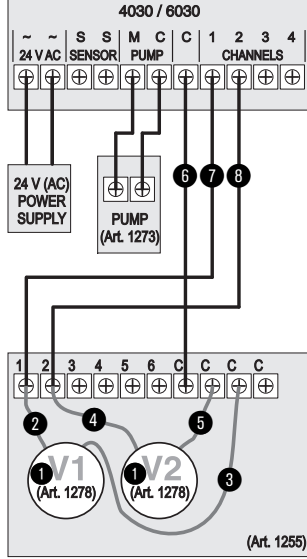 4030 / 6030
~ ~ S S M C C 1 2 3 4
24 V AC SENSOR PUMP CHANNELS
6 7 8
24 V (AC)
POWER
SUPPLY
PUMP
(Art. 1273)
1 2 3 4 5 6 C C C C
2 4 5
1 V1 1 V2 3
(Art. 1278) (Art. 1278)
(Art. 1255)